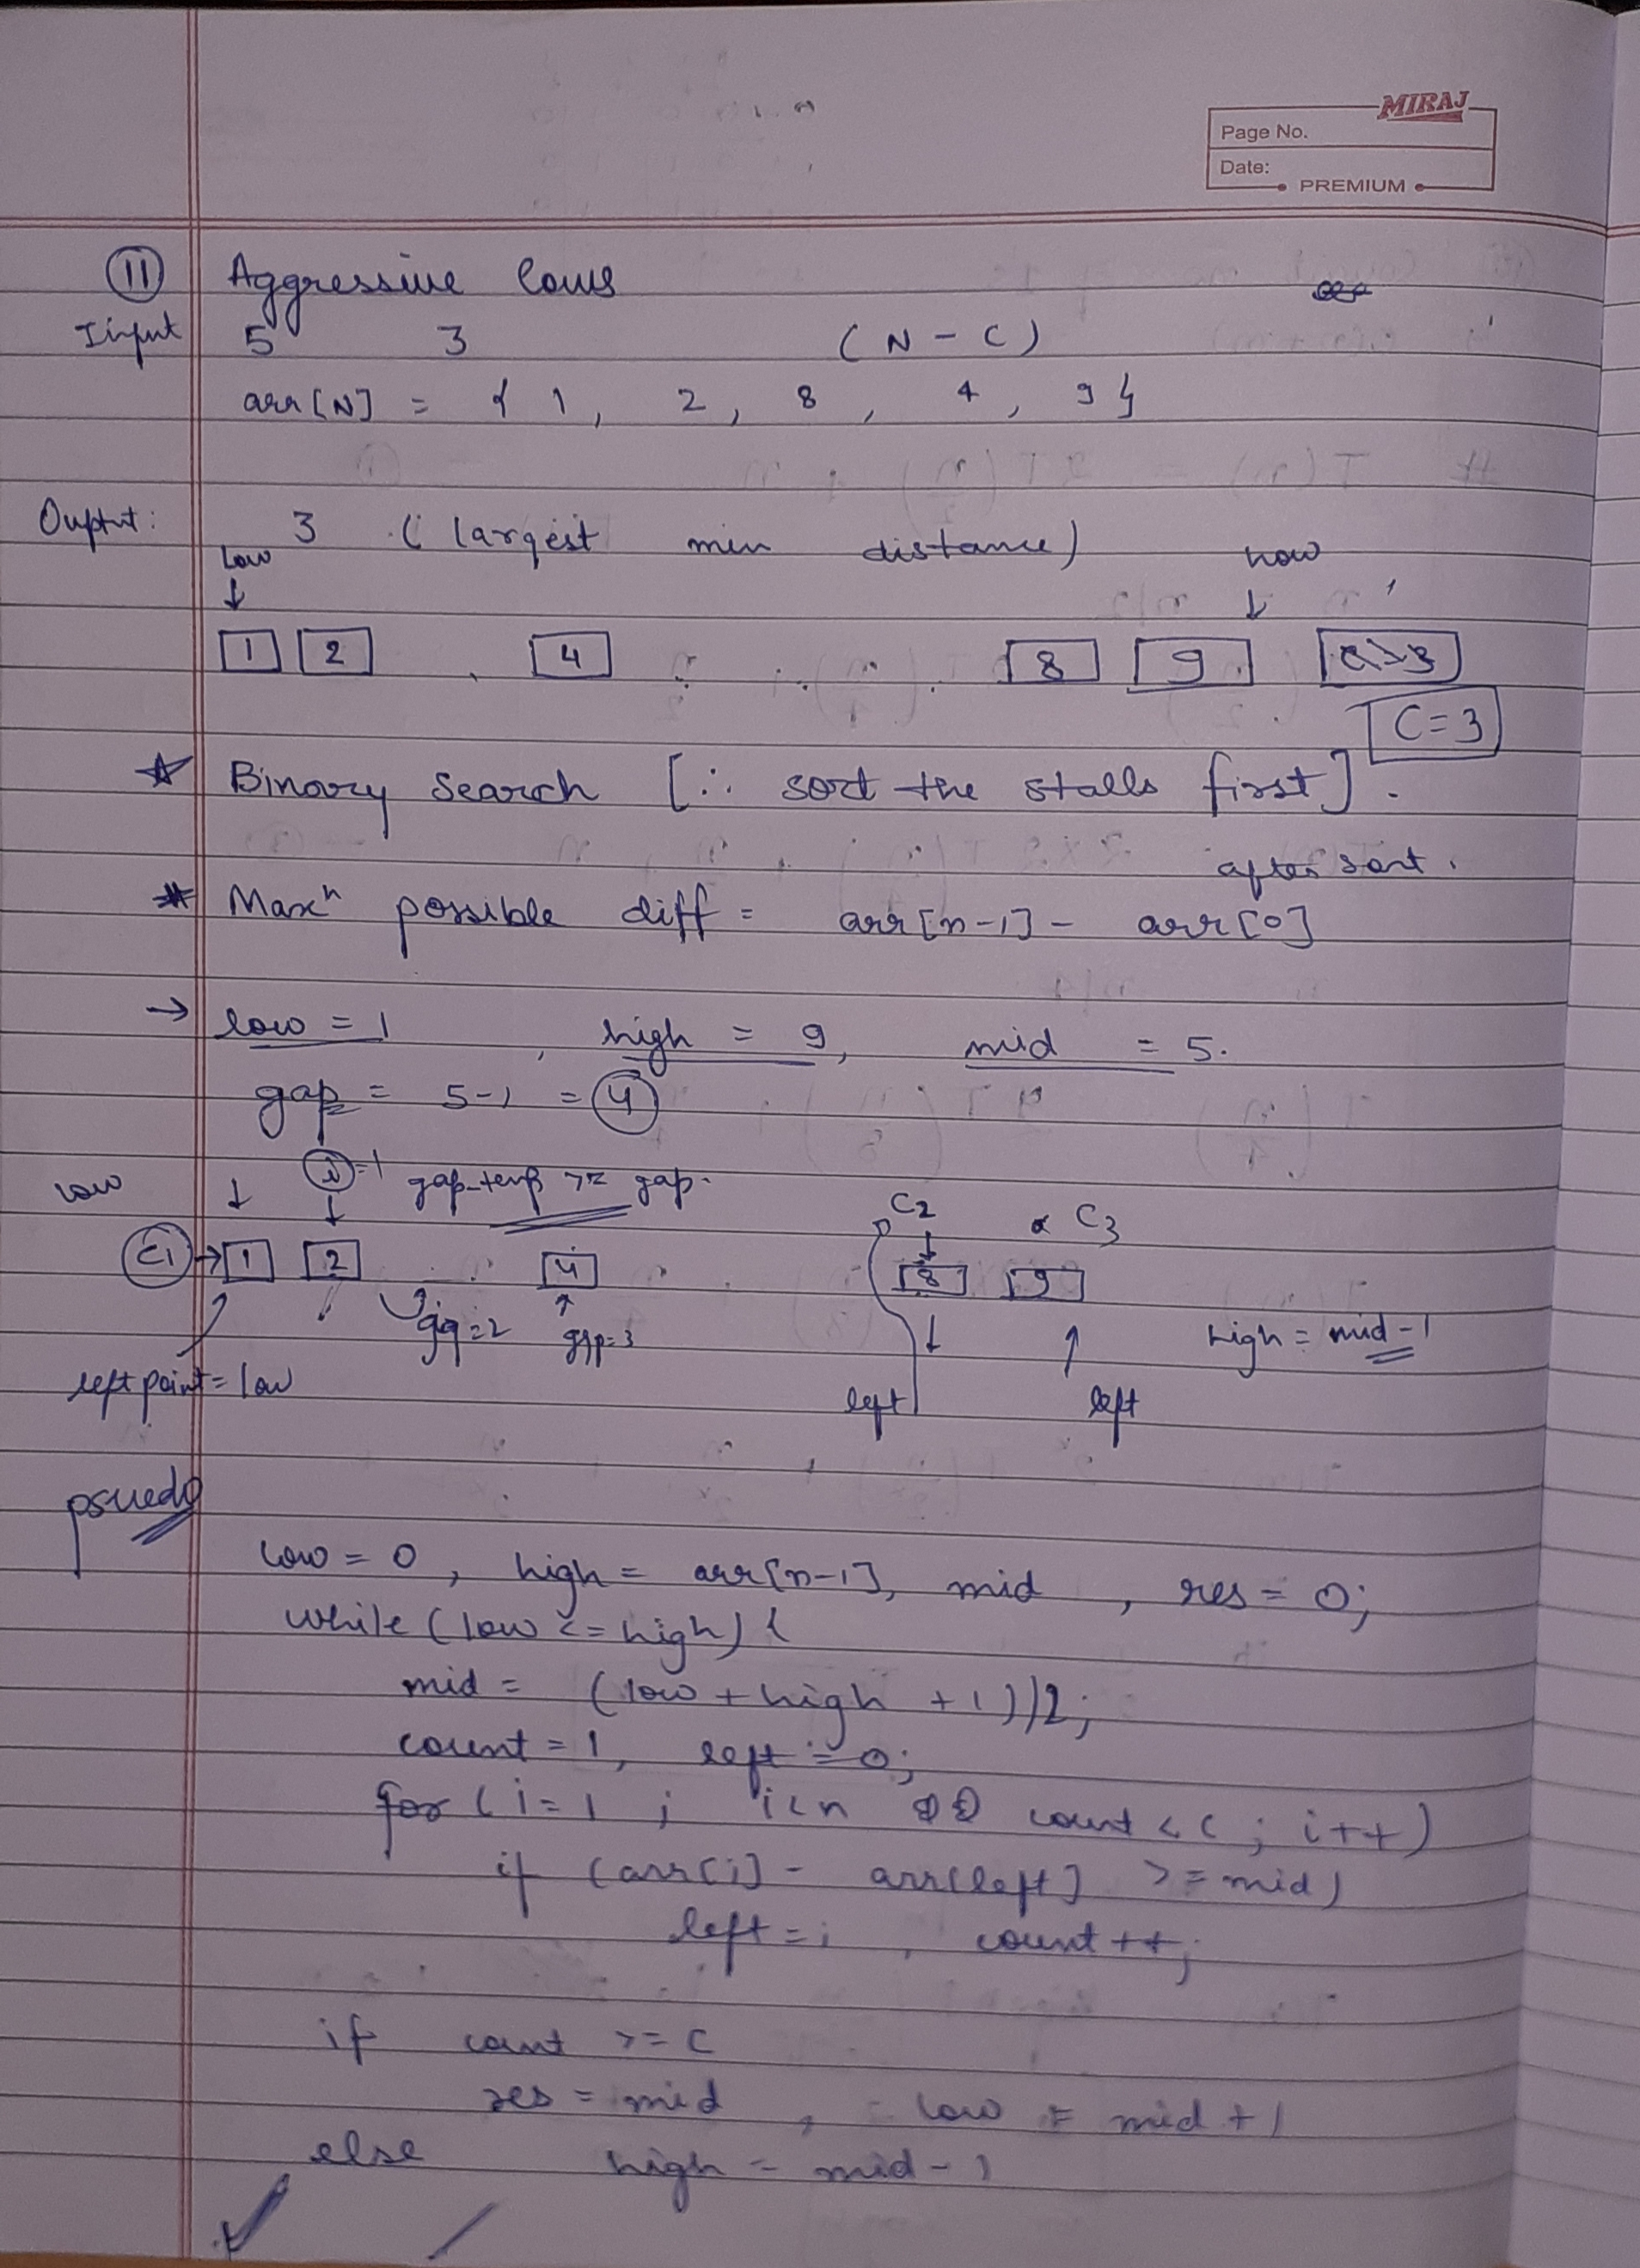 MIRAJ
Page No.
Date:
PREMIUM
11 Aggressive Cows
Input 5 3 (N - C)
arr[N] = { 1, 2, 8, 4, 9 }
Ouptut: 3 (largest min distance)
Low how
↓ ↓
1 2 4 8 9
C=3
☆ Binary Search [∴ sort the stalls first].
after sort.
# Maxⁿ possible diff = arr[n-1] - arr[0]
→ low = 1, high = 9, mid = 5.
gap = 5-1 = 4
low ↓ i=1 gap-temp >= gap.
C2 C3
C1 → 1 2 4 8 9
gap=2 gap=3 high = mid-1
left point = low left left
psuedo
low = 0, high = arr[n-1], mid, res = 0;
while (low <= high) {
mid = (low + high + 1)/2;
count = 1, left = 0;
for (i=1; i<n && count < C; i++)
if (arr[i] - arr[left] >= mid)
left = i, count++;
if count >= C
res = mid, low = mid + 1
else high = mid - 1